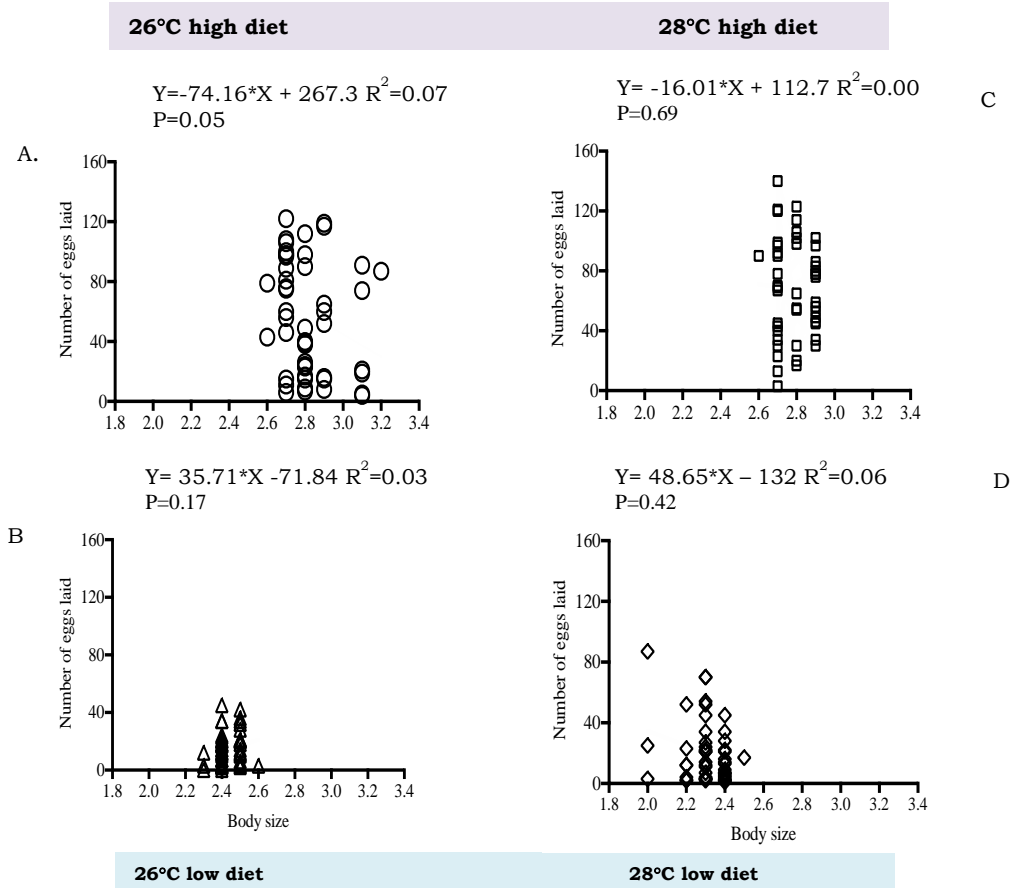 26°C high diet 28°C high diet
Y=-74.16*X + 267.3 R²=0.07
P=0.05
Y= -16.01*X + 112.7 R²=0.00
P=0.69
C
A.
Number of eggs laid
160
120
80
40
0
1.8 2.0 2.2 2.4 2.6 2.8 3.0 3.2 3.4
Number of eggs laid
160
120
80
40
0
1.8 2.0 2.2 2.4 2.6 2.8 3.0 3.2 3.4
Y= 35.71*X -71.84 R²=0.03
P=0.17
Y= 48.65*X – 132 R²=0.06
P=0.42
D
B
Number of eggs laid
160
120
80
40
0
1.8 2.0 2.2 2.4 2.6 2.8 3.0 3.2 3.4
Body size
Number of eggs laid
160
120
80
40
0
1.8 2.0 2.2 2.4 2.6 2.8 3.0 3.2 3.4
Body size
26°C low diet 28°C low diet